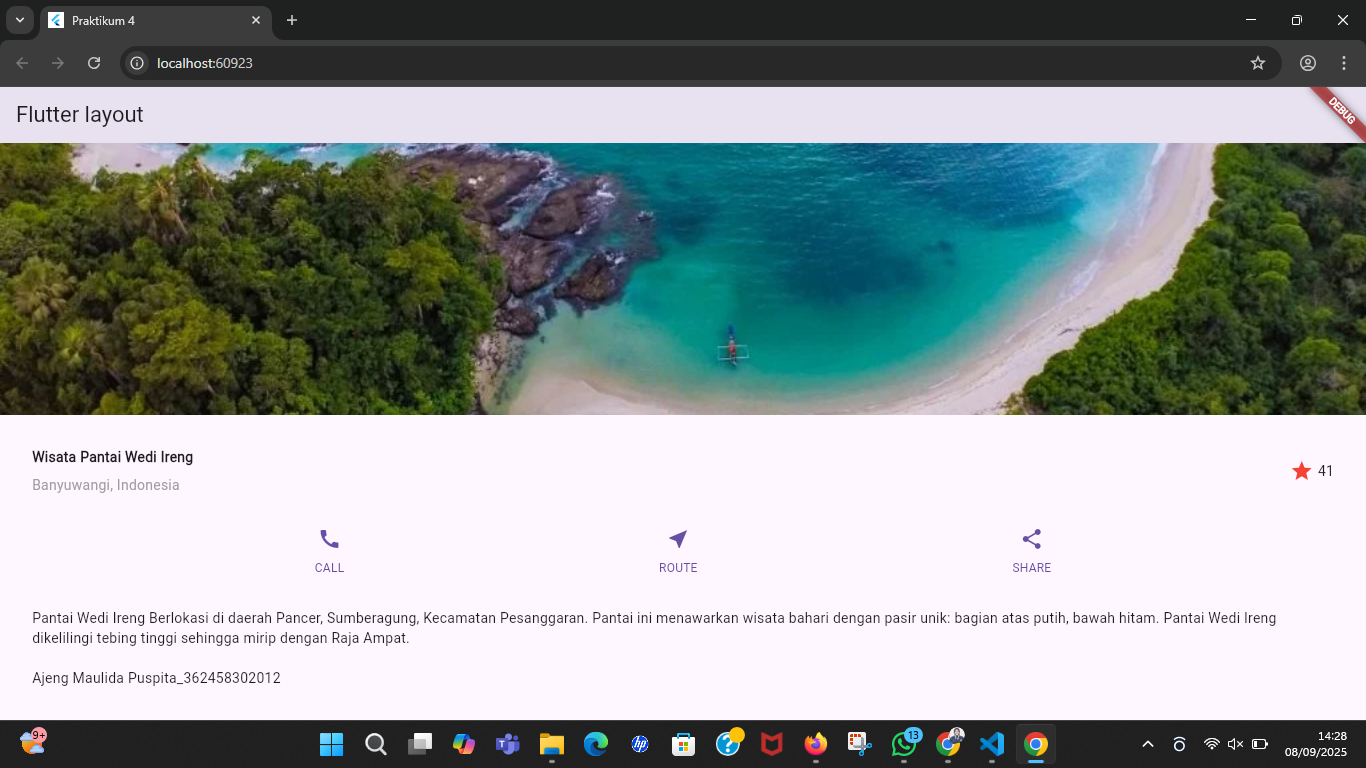 Praktikum 4
localhost:60923
Flutter layout
DEBUG
Wisata Pantai Wedi Ireng
Banyuwangi, Indonesia
41
CALL
ROUTE
SHARE
Pantai Wedi Ireng Berlokasi di daerah Pancer, Sumberagung, Kecamatan Pesanggaran. Pantai ini menawarkan wisata bahari dengan pasir unik: bagian atas putih, bawah hitam. Pantai Wedi Ireng
dikelilingi tebing tinggi sehingga mirip dengan Raja Ampat.
Ajeng Maulida Puspita_362458302012
9+
hp
13
14:28
08/09/2025